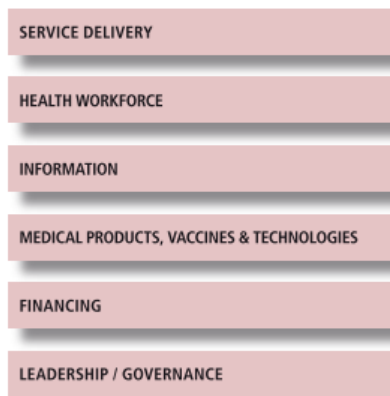 SERVICE DELIVERY
HEALTH WORKFORCE
INFORMATION
MEDICAL PRODUCTS, VACCINES & TECHNOLOGIES
FINANCING
LEADERSHIP / GOVERNANCE